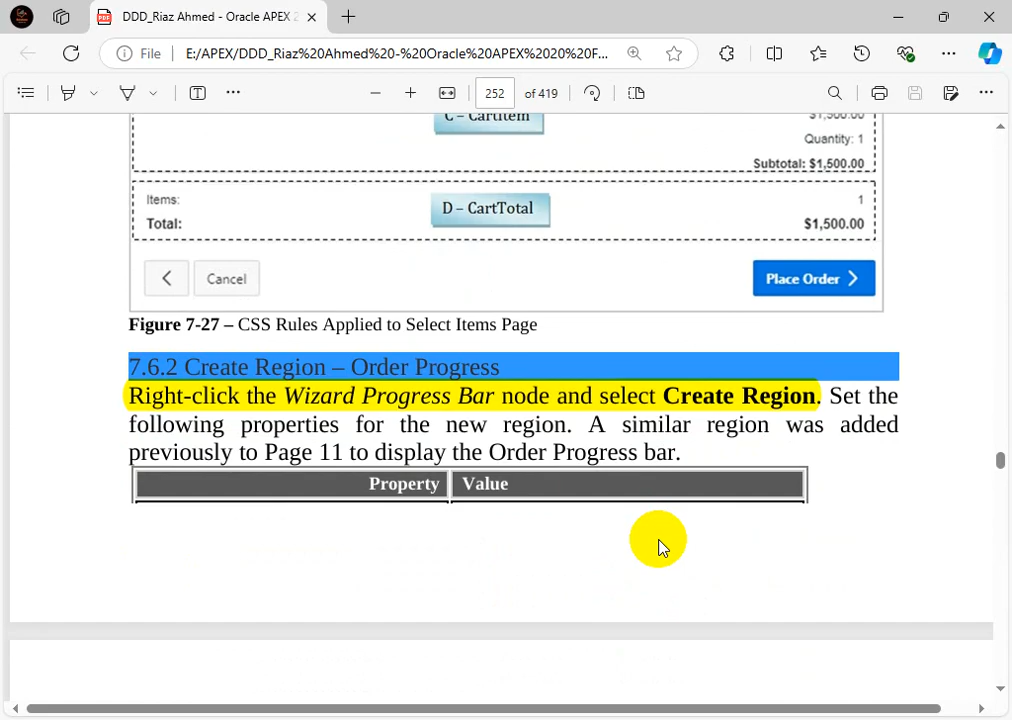 DDD_Riaz Ahmed - Oracle APEX 2
File
E:/APEX/DDD_Riaz%20Ahmed%20-%20Oracle%20APEX%2020%20F...
252 of 419
C – CartItem
$1,500.00
Quantity: 1
Subtotal: $1,500.00
Items: 1
D – CartTotal
Total: $1,500.00
Cancel
Place Order
Figure 7-27 – CSS Rules Applied to Select Items Page
7.6.2 Create Region – Order Progress
Right-click the Wizard Progress Bar node and select Create Region. Set the
following properties for the new region. A similar region was added
previously to Page 11 to display the Order Progress bar.
Property Value